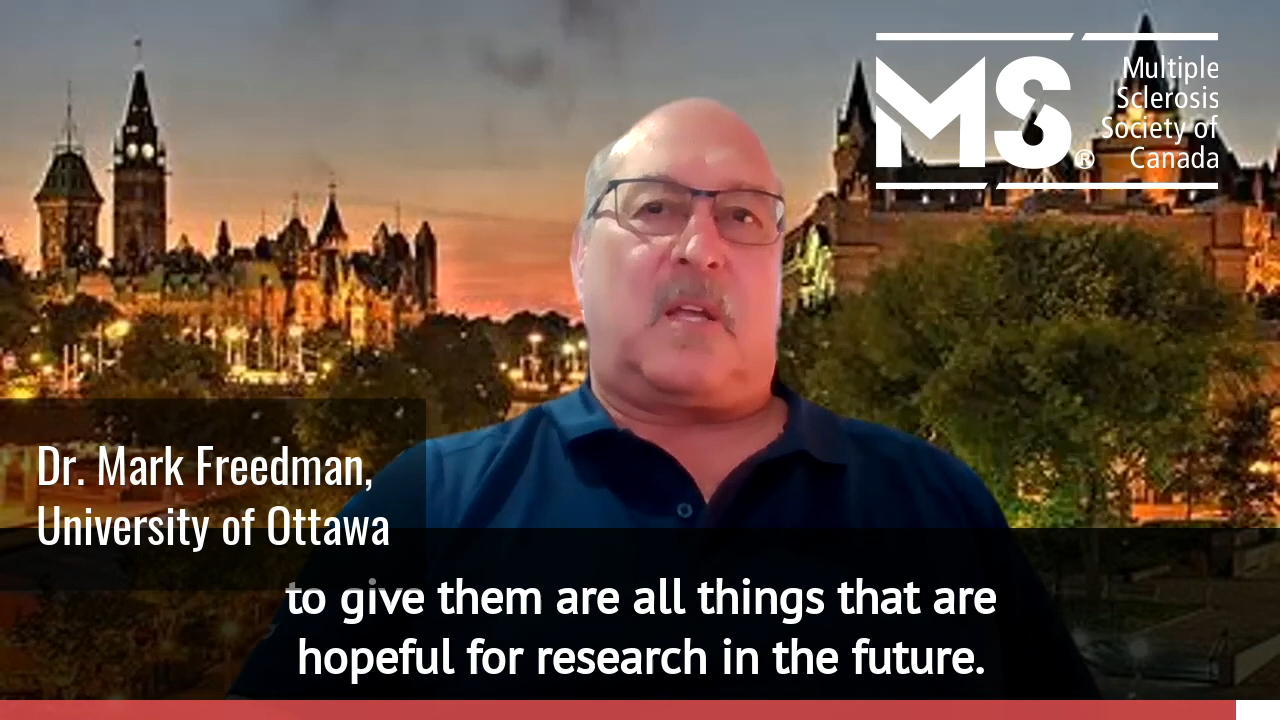 MS®
Multiple
Sclerosis
Society of
Canada
Dr. Mark Freedman,
University of Ottawa
to give them are all things that are
hopeful for research in the future.